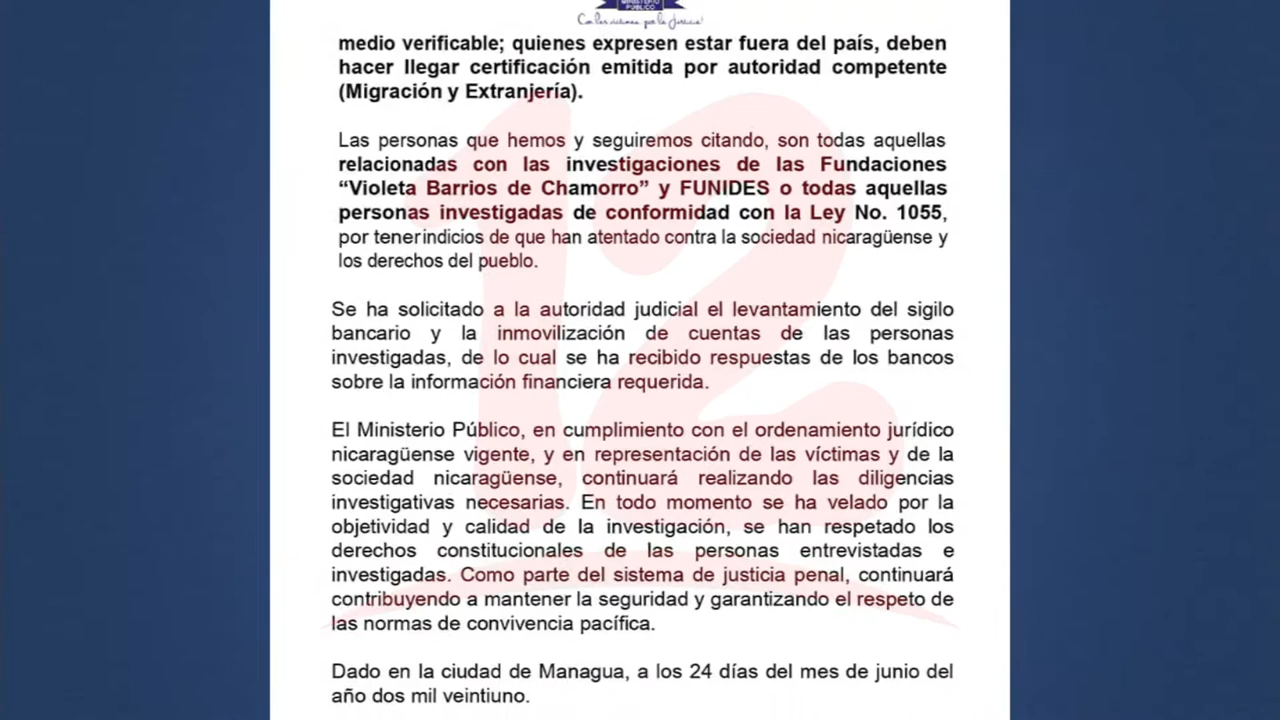 MINISTERIO
PÚBLICO
Con las víctimas, por la Justicia!
medio verificable; quienes expresen estar fuera del país, deben
hacer llegar certificación emitida por autoridad competente
(Migración y Extranjería).
Las personas que hemos y seguiremos citando, son todas aquellas
relacionadas con las investigaciones de las Fundaciones
“Violeta Barrios de Chamorro” y FUNIDES o todas aquellas
personas investigadas de conformidad con la Ley No. 1055,
por tener indicios de que han atentado contra la sociedad nicaragüense y
los derechos del pueblo.
Se ha solicitado a la autoridad judicial el levantamiento del sigilo
bancario y la inmovilización de cuentas de las personas
investigadas, de lo cual se ha recibido respuestas de los bancos
sobre la información financiera requerida.
El Ministerio Público, en cumplimiento con el ordenamiento jurídico
nicaragüense vigente, y en representación de las víctimas y de la
sociedad nicaragüense, continuará realizando las diligencias
investigativas necesarias. En todo momento se ha velado por la
objetividad y calidad de la investigación, se han respetado los
derechos constitucionales de las personas entrevistadas e
investigadas. Como parte del sistema de justicia penal, continuará
contribuyendo a mantener la seguridad y garantizando el respeto de
las normas de convivencia pacífica.
Dado en la ciudad de Managua, a los 24 días del mes de junio del
año dos mil veintiuno.
12